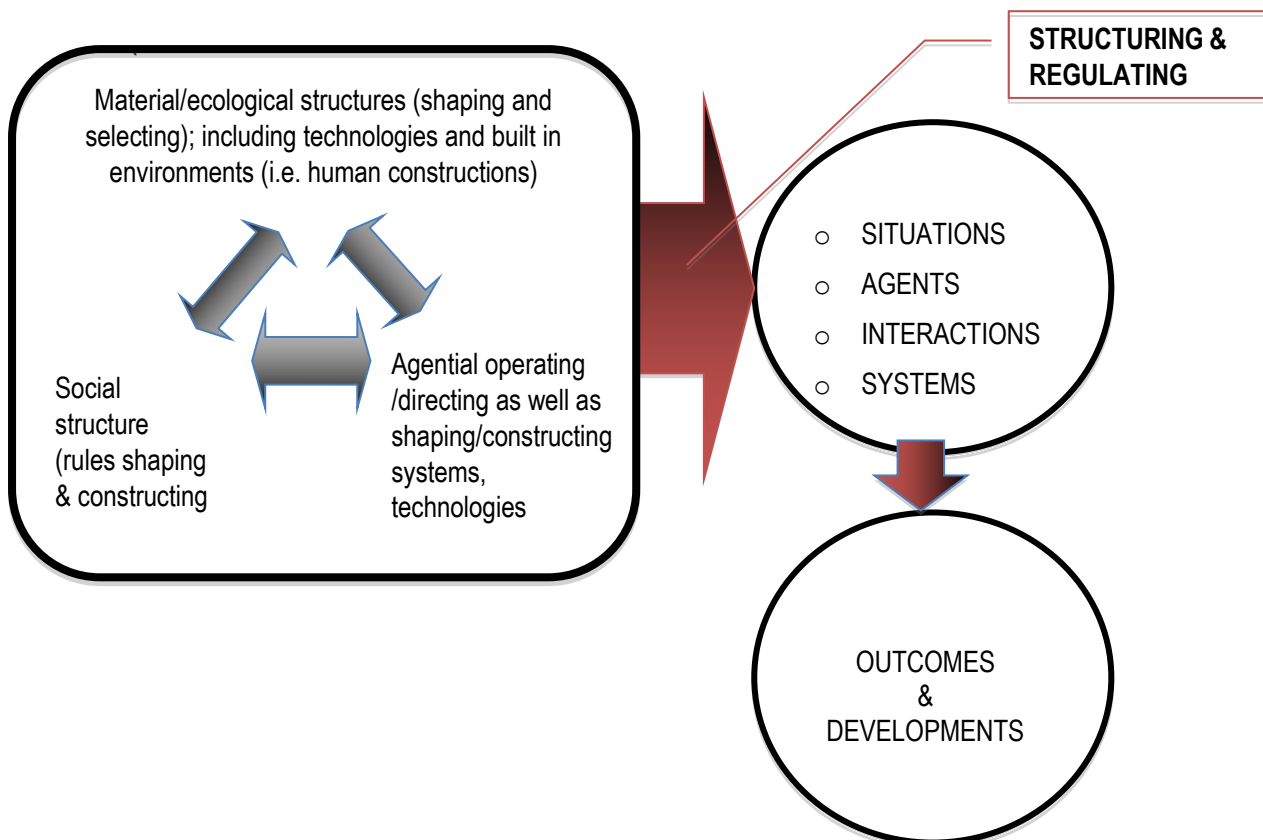 STRUCTURING &
REGULATING
Material/ecological structures (shaping and
selecting); including technologies and built in
environments (i.e. human constructions)
Social
structure
(rules shaping
& constructing
Agential operating
/directing as well as
shaping/constructing
systems,
technologies
o SITUATIONS
o AGENTS
o INTERACTIONS
o SYSTEMS
OUTCOMES
&
DEVELOPMENTS